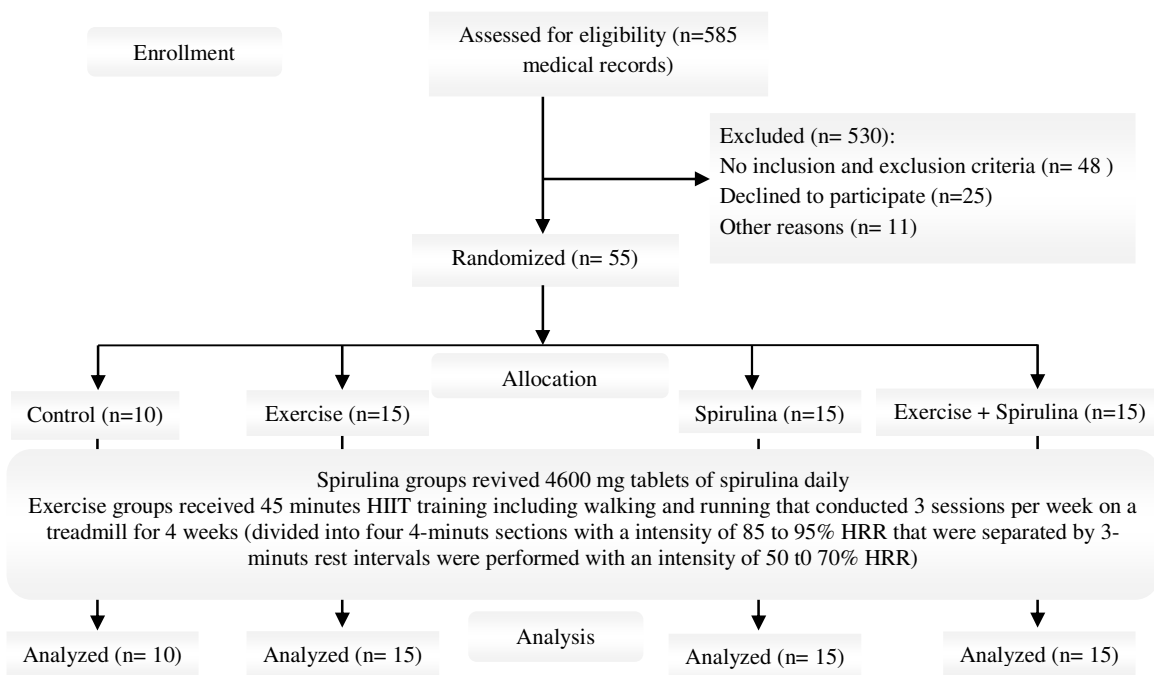 Enrollment
Assessed for eligibility (n=585
medical records)
Excluded (n= 530):
No inclusion and exclusion criteria (n= 48 )
Declined to participate (n=25)
Other reasons (n= 11)
Randomized (n= 55)
Allocation
Control (n=10)
Exercise (n=15)
Spirulina (n=15)
Exercise + Spirulina (n=15)
Spirulina groups revived 4600 mg tablets of spirulina daily
Exercise groups received 45 minutes HIIT training including walking and running that conducted 3 sessions per week on a
treadmill for 4 weeks (divided into four 4-minuts sections with a intensity of 85 to 95% HRR that were separated by 3-
minuts rest intervals were performed with an intensity of 50 t0 70% HRR)
Analysis
Analyzed (n= 10)
Analyzed (n= 15)
Analyzed (n= 15)
Analyzed (n= 15)